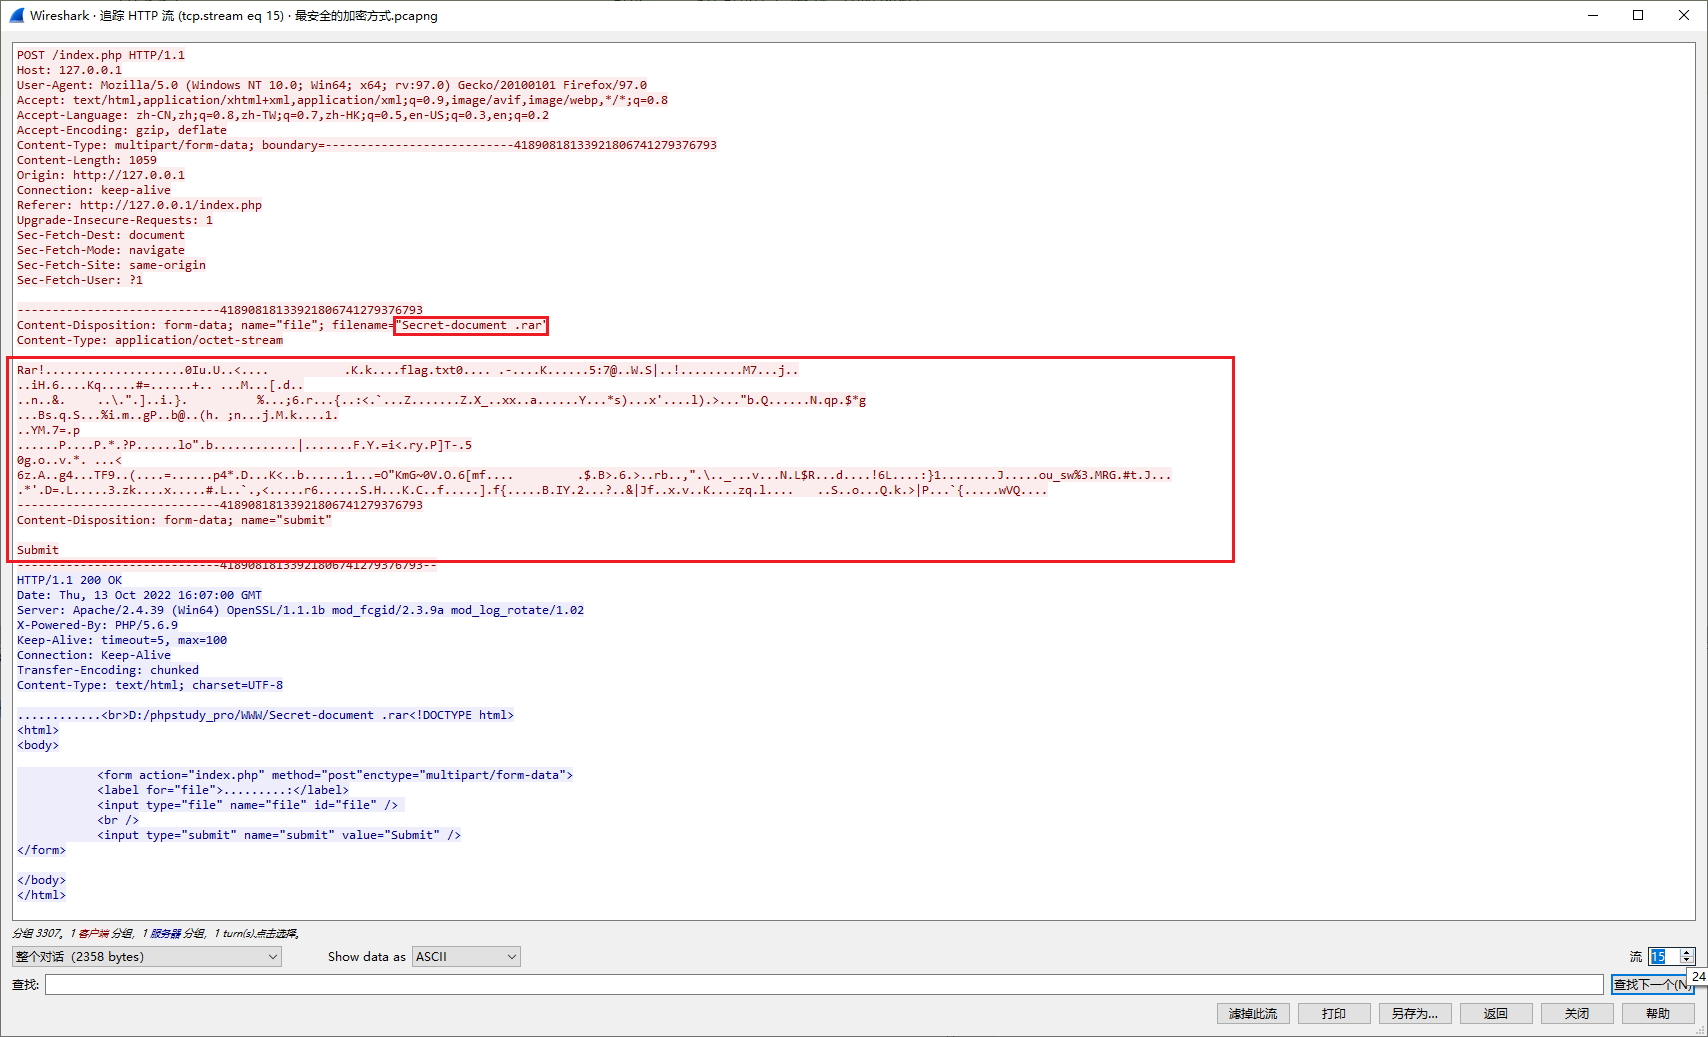 Wireshark · 追踪 HTTP 流 (tcp.stream eq 15) · 最安全的加密方式.pcapng
POST /index.php HTTP/1.1
Host: 127.0.0.1
User-Agent: Mozilla/5.0 (Windows NT 10.0; Win64; x64; rv:97.0) Gecko/20100101 Firefox/97.0
Accept: text/html,application/xhtml+xml,application/xml;q=0.9,image/avif,image/webp,*/*;q=0.8
Accept-Language: zh-CN,zh;q=0.8,zh-TW;q=0.7,zh-HK;q=0.5,en-US;q=0.3,en;q=0.2
Accept-Encoding: gzip, deflate
Content-Type: multipart/form-data; boundary=---------------------------41890818133921806741279376793
Content-Length: 1059
Origin: http://127.0.0.1
Connection: keep-alive
Referer: http://127.0.0.1/index.php
Upgrade-Insecure-Requests: 1
Sec-Fetch-Dest: document
Sec-Fetch-Mode: navigate
Sec-Fetch-Site: same-origin
Sec-Fetch-User: ?1
-----------------------------41890818133921806741279376793
Content-Disposition: form-data; name="file"; filename="Secret-document .rar"
Content-Type: application/octet-stream
Rar!....................0Iu.U..<.... .K.k....flag.txt0.... .-....K......5:7@..W.S|..!.........M7...j..
..iH.6....Kq.....#=......+.. ...M...[.d..
..n..&. ..\.".]..i.}. %...;6.r...{..:<.`...Z.......Z.X_..xx..a......Y...*s)...x'....l).>..."b.Q......N.qp.$*g
...Bs.q.S...%i.m..gP..b@..(h. ;n...j.M.k....1.
..YM.7=.p
......P....P.*.?P......lo".b............|.......F.Y.=i<.ry.P]T-.5
0g.o..v.*. ...<
6z.A..g4...TF9..(....=......p4*.D...K<..b......1...=O"KmG~0V.O.6[mf.... .$.B>.6.>..rb..,".\.._...v...N.L$R...d....!6L....:}1........J.....ou_sw%3.MRG.#t.J...
.*'.D=.L.....3.zk....x.....#.L..`.,<.....r6......S.H...K.C..f.....].f{.....B.IY.2...?..&|Jf..x.v..K....zq.l.... ..S..o...Q.k.>|P...`{.....wVQ....
-----------------------------41890818133921806741279376793
Content-Disposition: form-data; name="submit"
Submit
-----------------------------41890818133921806741279376793--
HTTP/1.1 200 OK
Date: Thu, 13 Oct 2022 16:07:00 GMT
Server: Apache/2.4.39 (Win64) OpenSSL/1.1.1b mod_fcgid/2.3.9a mod_log_rotate/1.02
X-Powered-By: PHP/5.6.9
Keep-Alive: timeout=5, max=100
Connection: Keep-Alive
Transfer-Encoding: chunked
Content-Type: text/html; charset=UTF-8
............<br>D:/phpstudy_pro/WWW/Secret-document .rar<!DOCTYPE html>
<html>
<body>
<form action="index.php" method="post"enctype="multipart/form-data">
<label for="file">.........:</label>
<input type="file" name="file" id="file" />
<br />
<input type="submit" name="submit" value="Submit" />
</form>
</body>
</html>
分组 3307。1 客户端 分组, 1 服务器 分组, 1 turn(s).点击选择。
整个对话 (2358 bytes) Show data as ASCII 流 15
24
查找: 查找下一个(N)
滤掉此流 打印 另存为… 返回 关闭 帮助